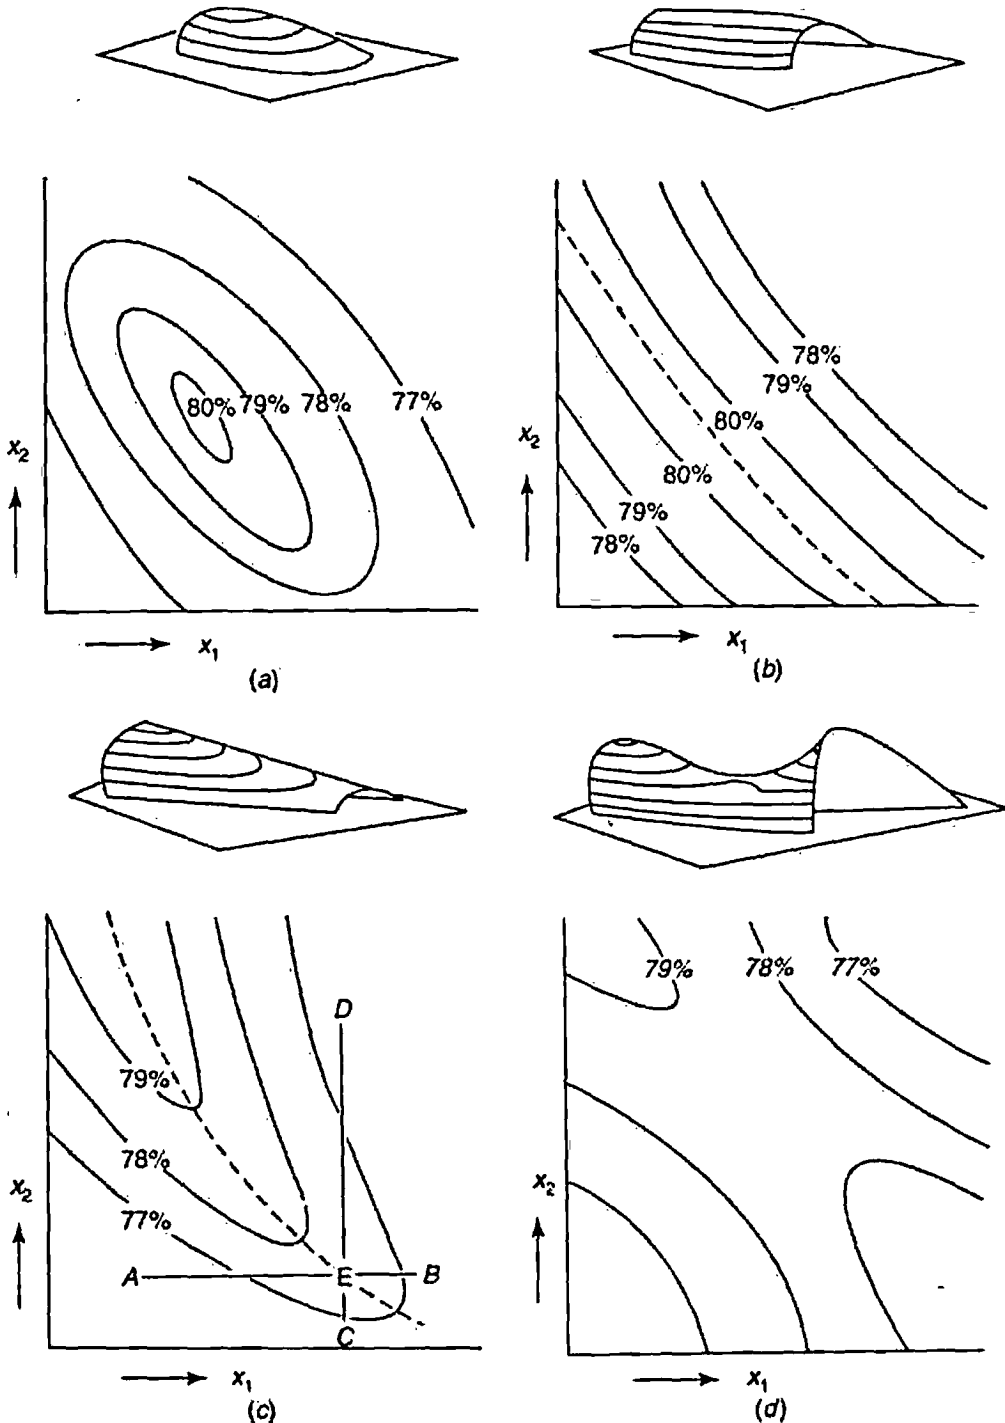 80% 79% 78% 77%
x₂
x₁
(a)
78%
79%
80%
80%
79%
78%
x₂
x₁
(b)
D
79%
78%
77%
x₂
A E B
C
x₁
(c)
79% 78% 77%
x₂
x₁
(d)